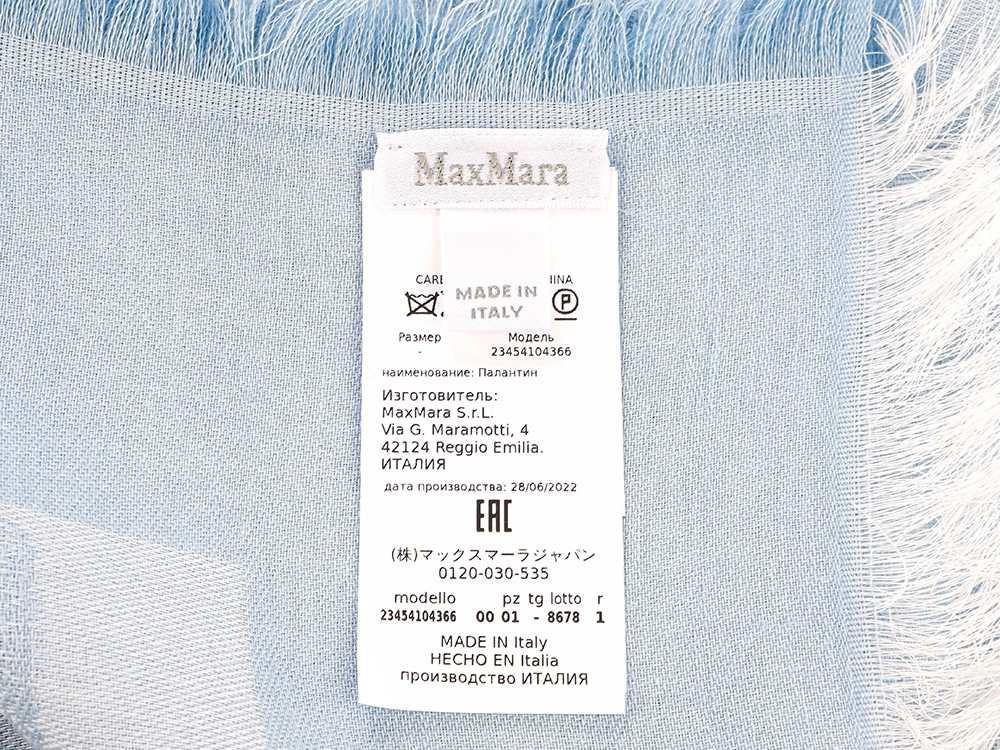 MaxMara
MADE IN
ITALY
Размер Модель
- 23454104366
наименование: Палантин
Изготовитель:
MaxMara S.r.L.
Via G. Maramotti, 4
42124 Reggio Emilia.
ИТАЛИЯ
дата производства: 28/06/2022
EAC
(株)マックスマーラジャパン
0120-030-535
modello pz tg lotto r
23454104366 00 01 - 8678 1
MADE IN Italy
HECHO EN Italia
производство ИТАЛИЯ